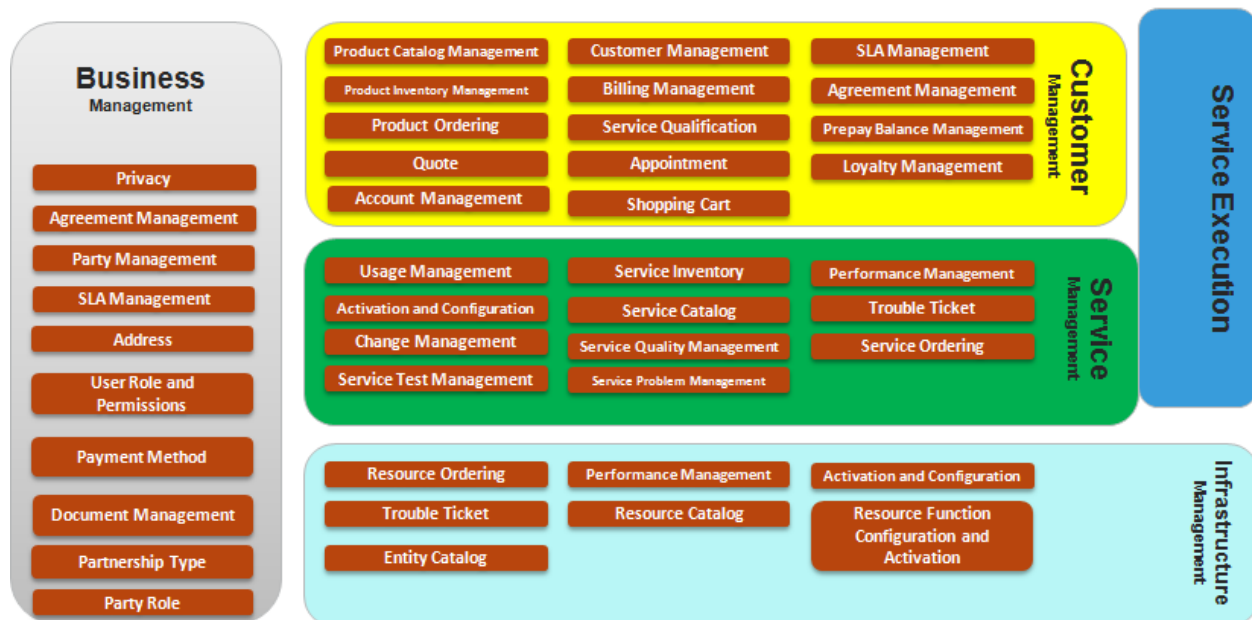 Business
Management
Privacy
Agreement Management
Party Management
SLA Management
Address
User Role and
Permissions
Payment Method
Document Management
Partnership Type
Party Role
Product Catalog Management
Product Inventory Management
Product Ordering
Quote
Account Management
Customer Management
Billing Management
Service Qualification
Appointment
Shopping Cart
SLA Management
Agreement Management
Prepay Balance Management
Loyalty Management
Customer
Management
Usage Management
Activation and Configuration
Change Management
Service Test Management
Service Inventory
Service Catalog
Service Quality Management
Service Problem Management
Performance Management
Trouble Ticket
Service Ordering
Service
Management
Resource Ordering
Trouble Ticket
Entity Catalog
Performance Management
Resource Catalog
Activation and Configuration
Resource Function
Configuration and
Activation
Infrastructure
Management
Service Execution